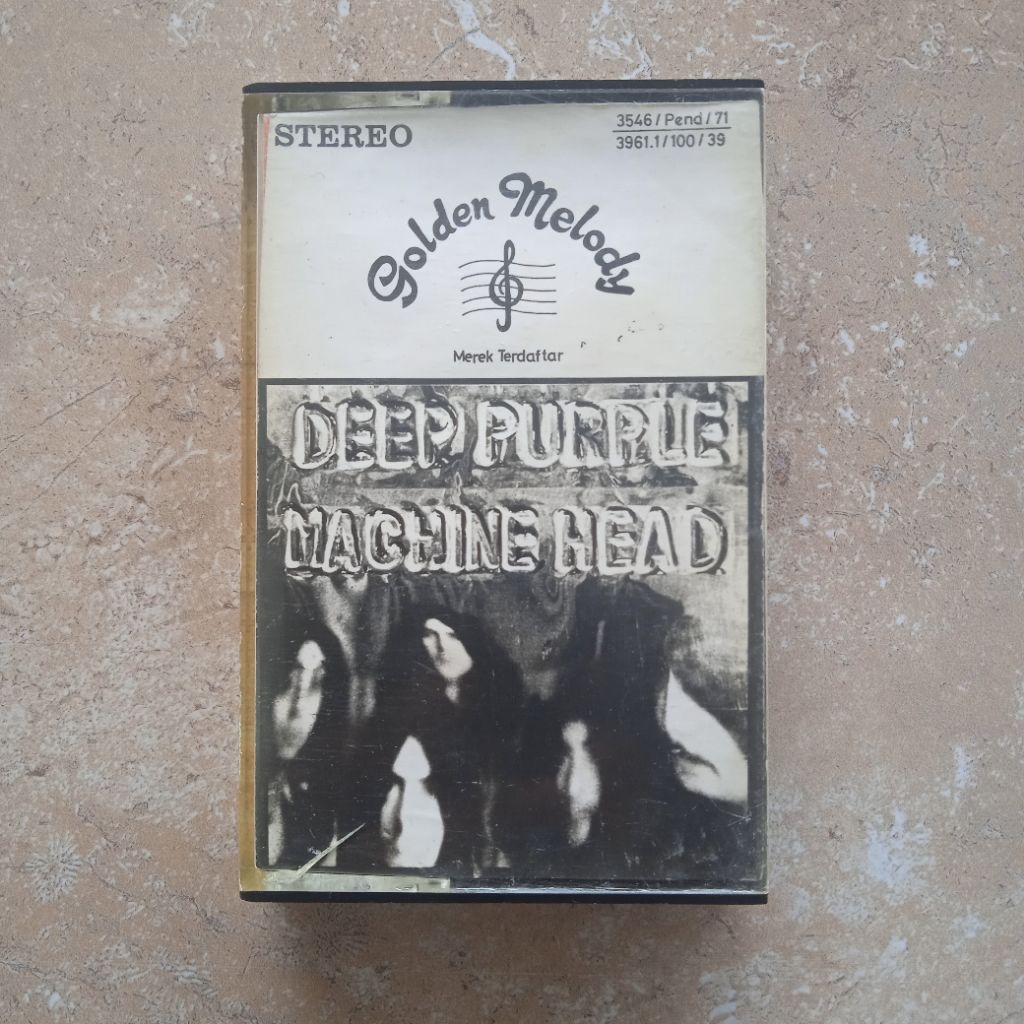 STEREO
3546/Pend/71
3961.1/100/39
Golden Melody
Merek Terdaftar
DEEP PURPLE
MACHINE HEAD